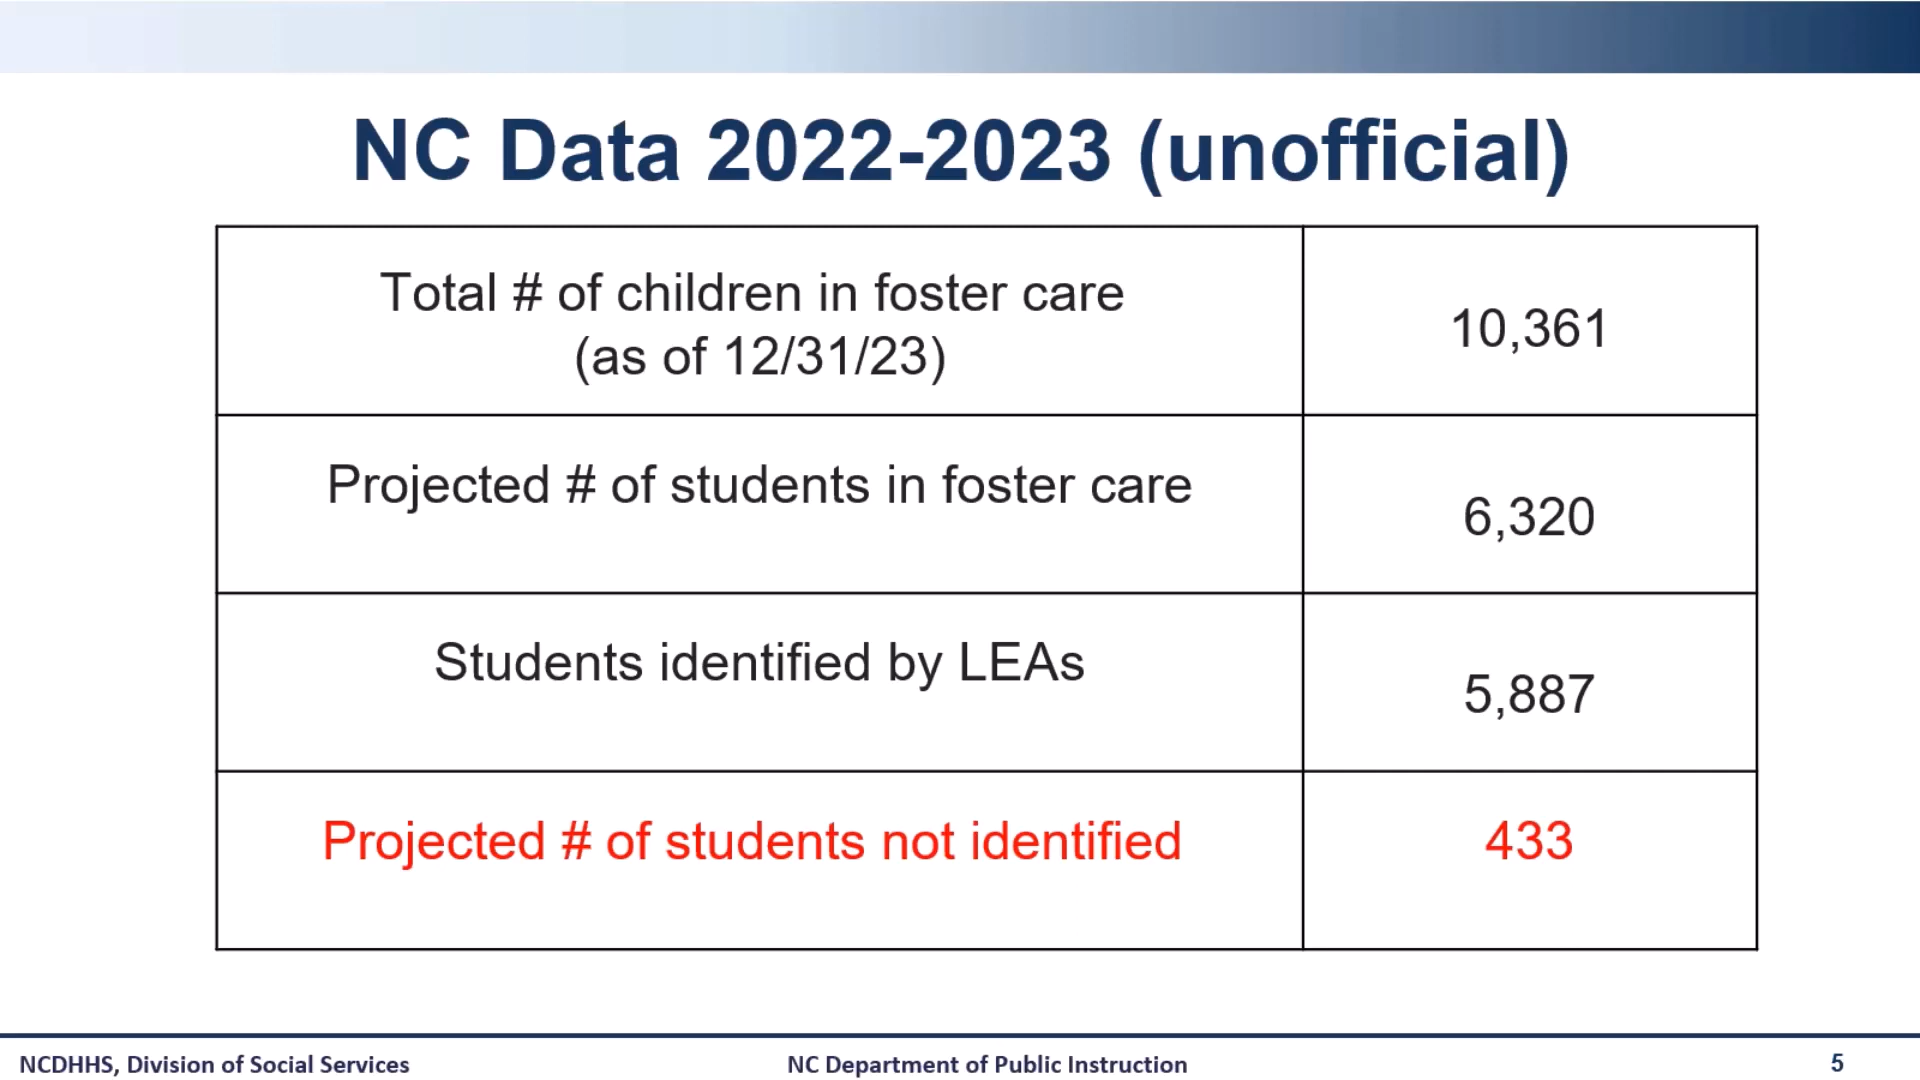 NC Data 2022-2023 (unofficial)
Total # of children in foster care
(as of 12/31/23)
10,361
Projected # of students in foster care
6,320
Students identified by LEAs
5,887
Projected # of students not identified
433
NCDHHS, Division of Social Services
NC Department of Public Instruction
5